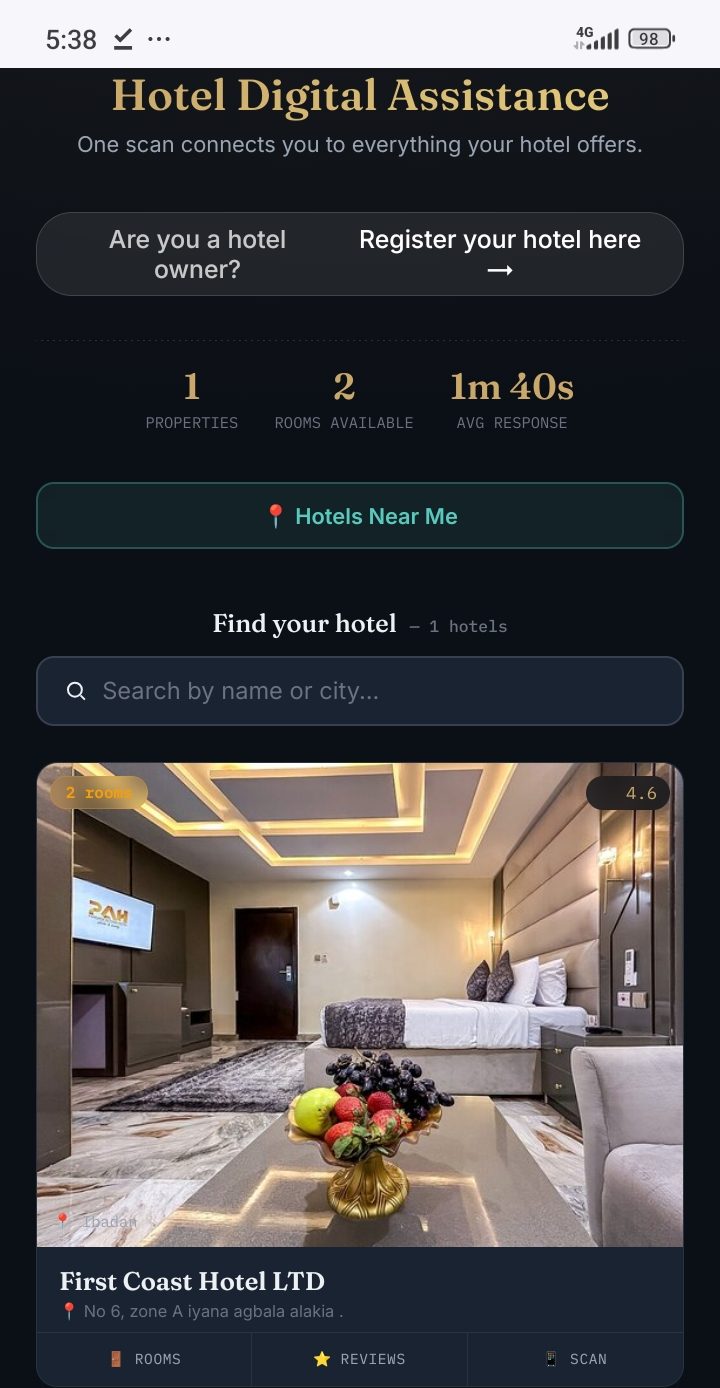 5:38
4G
98
Hotel Digital Assistance
One scan connects you to everything your hotel offers.
Are you a hotel
owner?
Register your hotel here
→
1
PROPERTIES
2
ROOMS AVAILABLE
1m 40s
AVG RESPONSE
📍 Hotels Near Me
Find your hotel – 1 hotels
Search by name or city...
2 rooms
4.6
PAH
📍 Ibadan
First Coast Hotel LTD
📍 No 6, zone A iyana agbala alakia .
🚪 ROOMS
⭐ REVIEWS
📱 SCAN